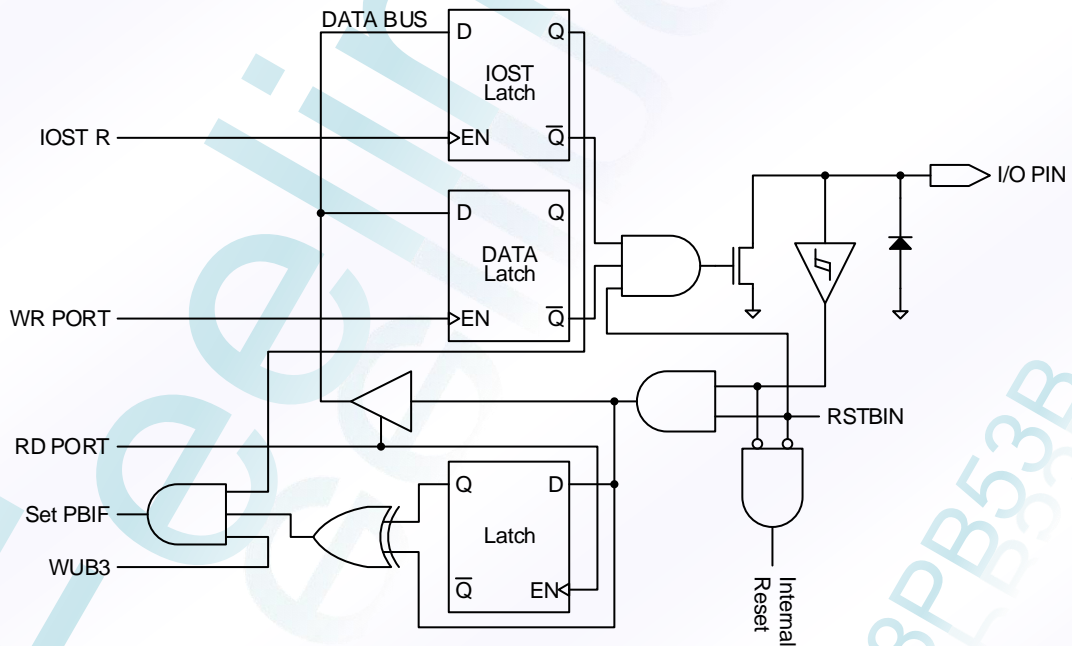 DATA BUS
D
Q
IOST
Latch
IOST R
EN
Q
I/O PIN
D
Q
DATA
Latch
WR PORT
EN
Q
RSTBIN
RD PORT
Q
D
Set PBIF
Latch
WUB3
Q
EN
Internal
Reset
3PB53B